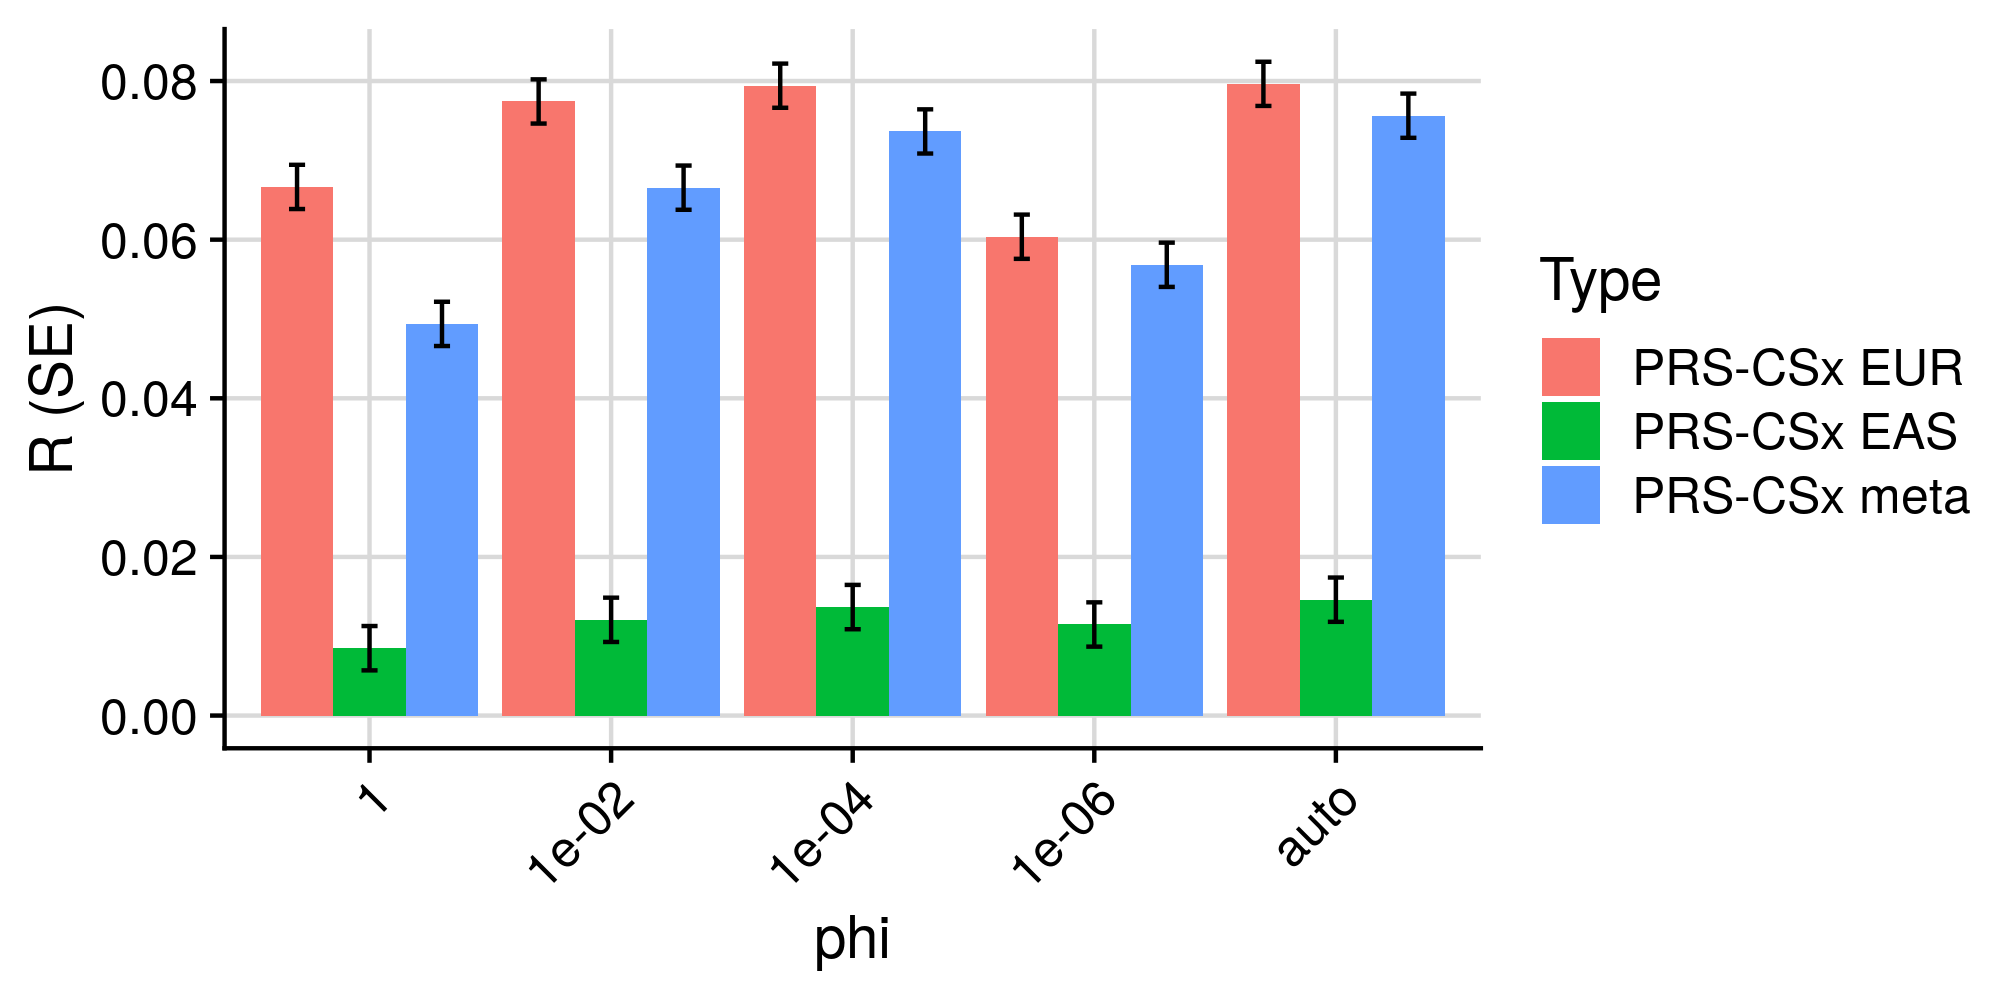 0.08
0.06
0.04
0.02
0.00
R (SE)
1
1e-02
1e-04
1e-06
auto
phi
Type
PRS-CSx EUR
PRS-CSx EAS
PRS-CSx meta